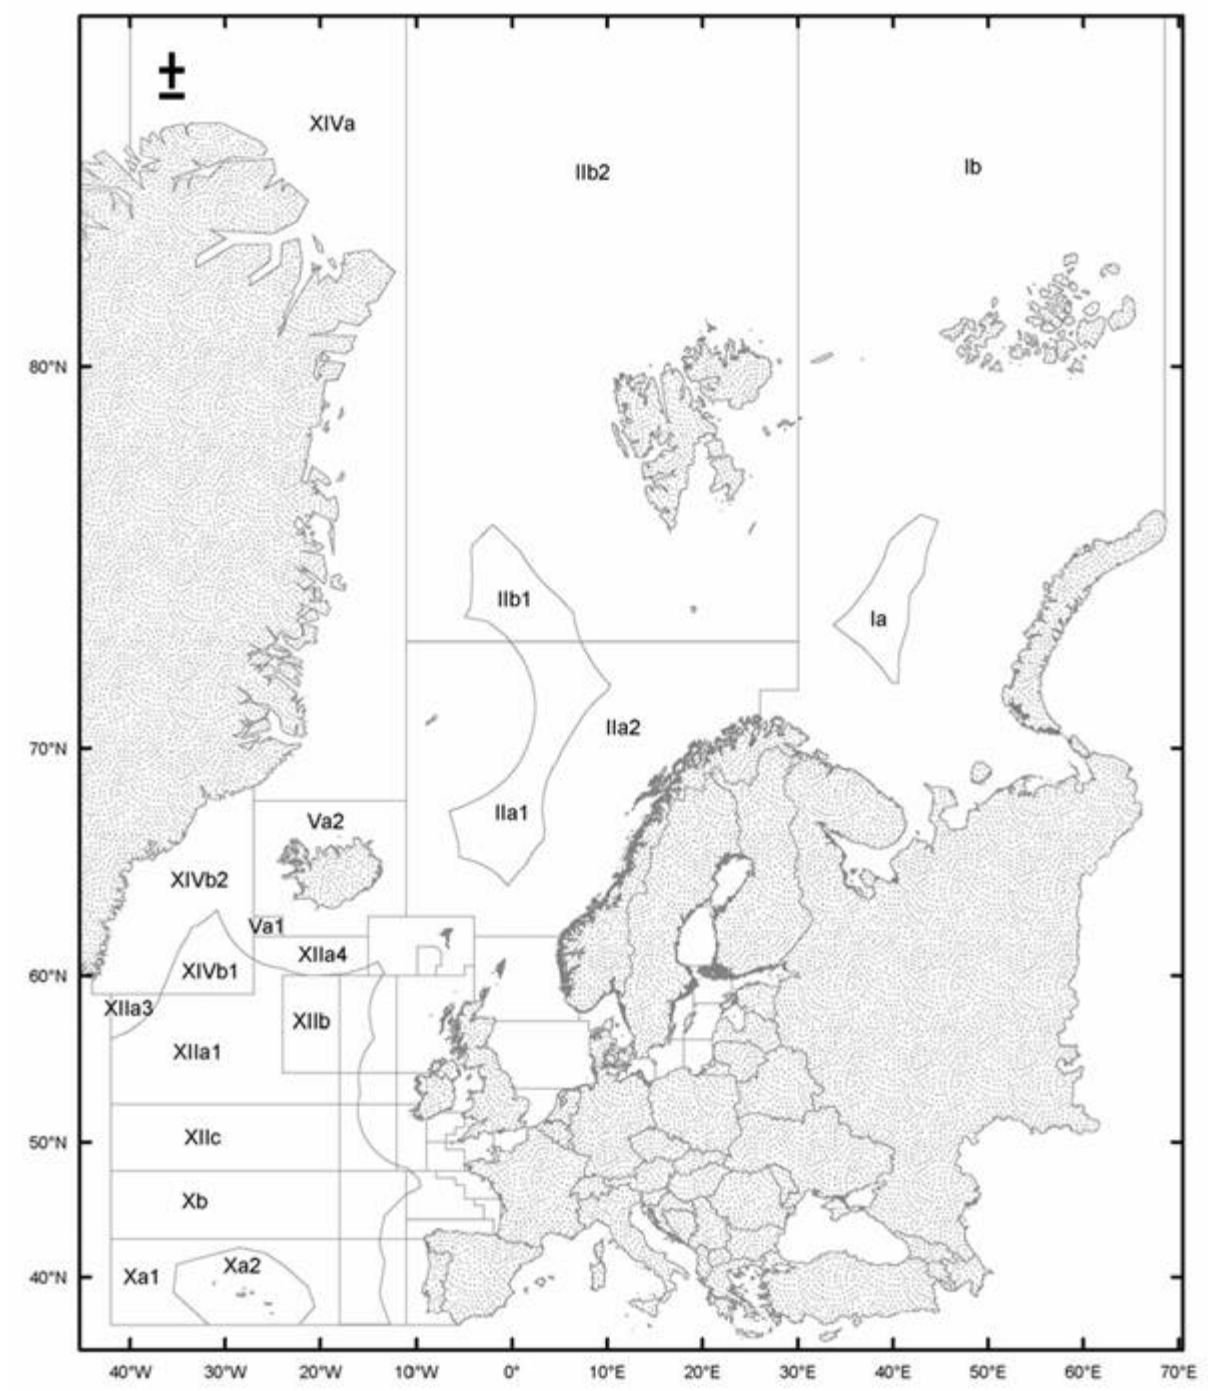 ±
XIVa
IIb2
Ib
80°N
IIb1
Ia
IIa2
70°N
IIa1
Va2
XIVb2
Va1
XIIa4
XIVb1
60°N
XIIa3
XIIb
XIIa1
XIIc
50°N
Xb
Xa2
Xa1
40°N
40°W 30°W 20°W 10°W 0° 10°E 20°E 30°E 40°E 50°E 60°E 70°E